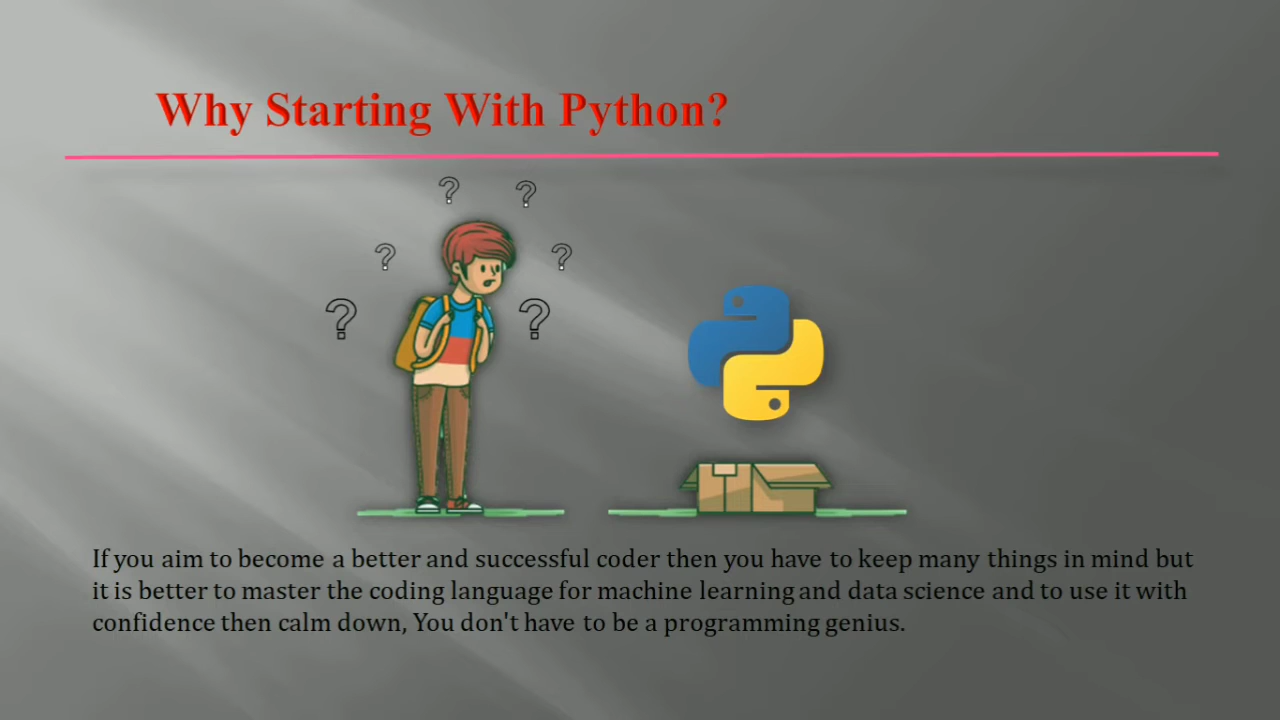 Why Starting With Python?
? ?
? ?
? ?
If you aim to become a better and successful coder then you have to keep many things in mind but
it is better to master the coding language for machine learning and data science and to use it with
confidence then calm down, You don't have to be a programming genius.